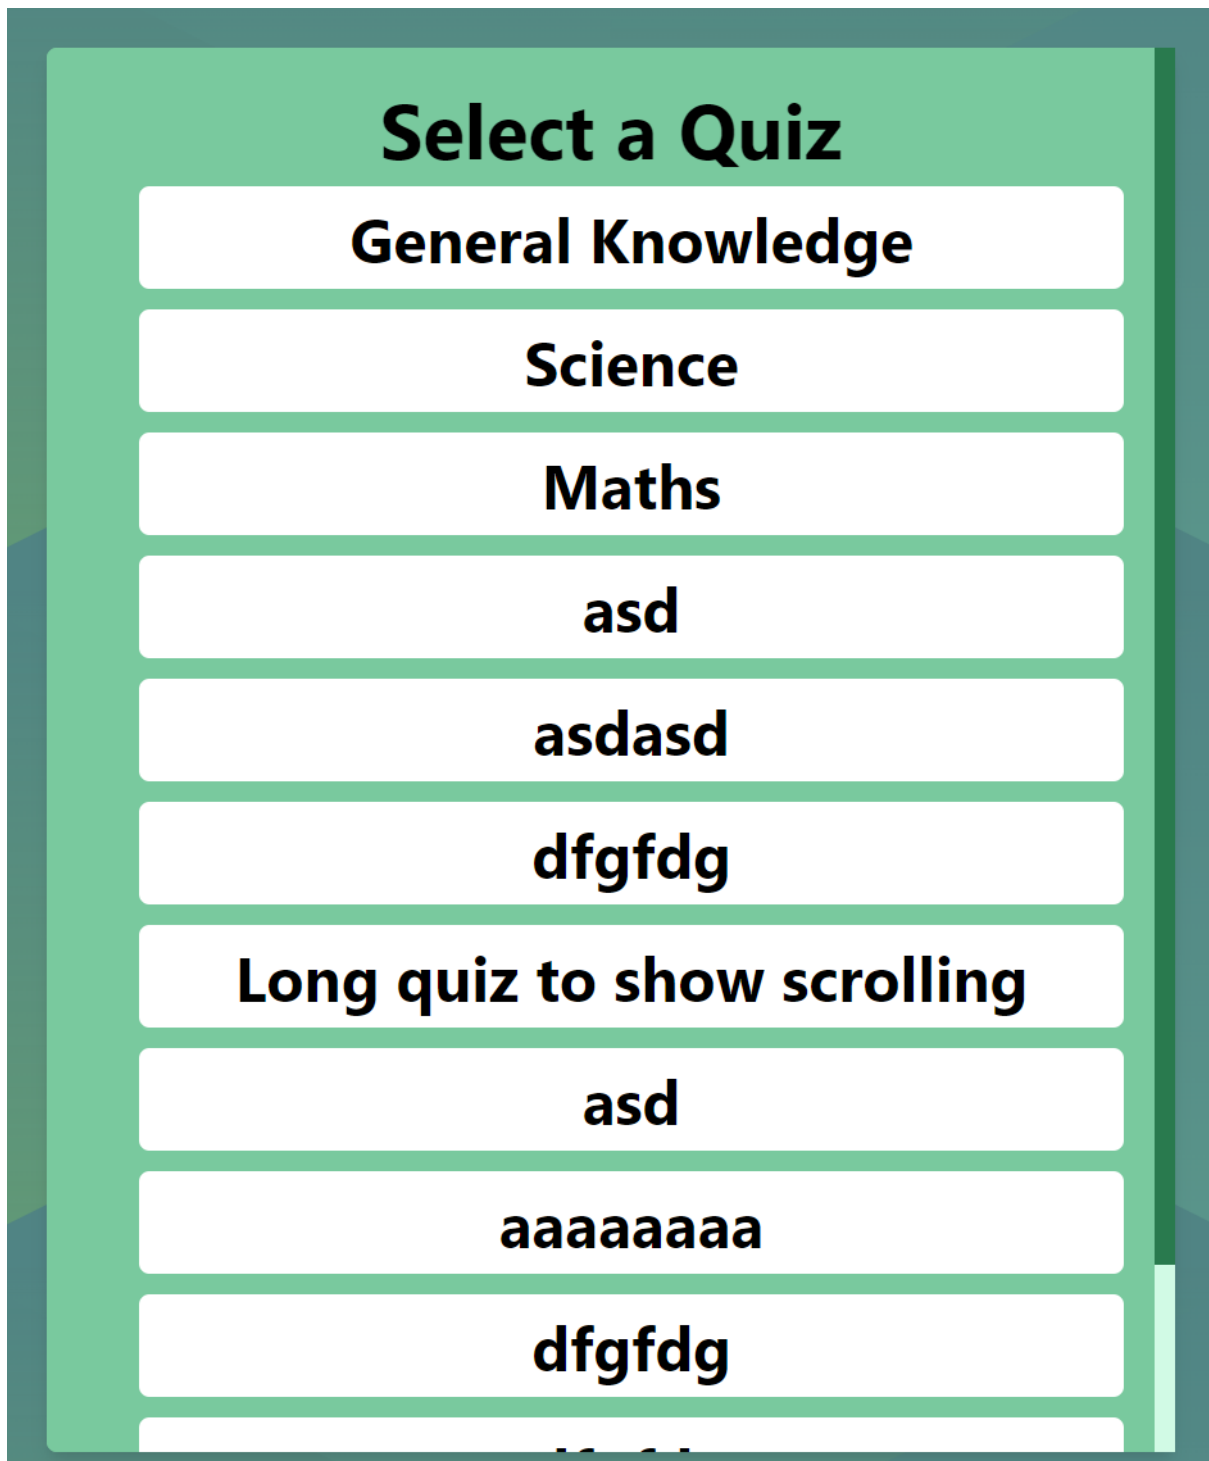 Select a Quiz
General Knowledge
Science
Maths
asd
asdasd
dfgfdg
Long quiz to show scrolling
asd
aaaaaaaa
dfgfdg